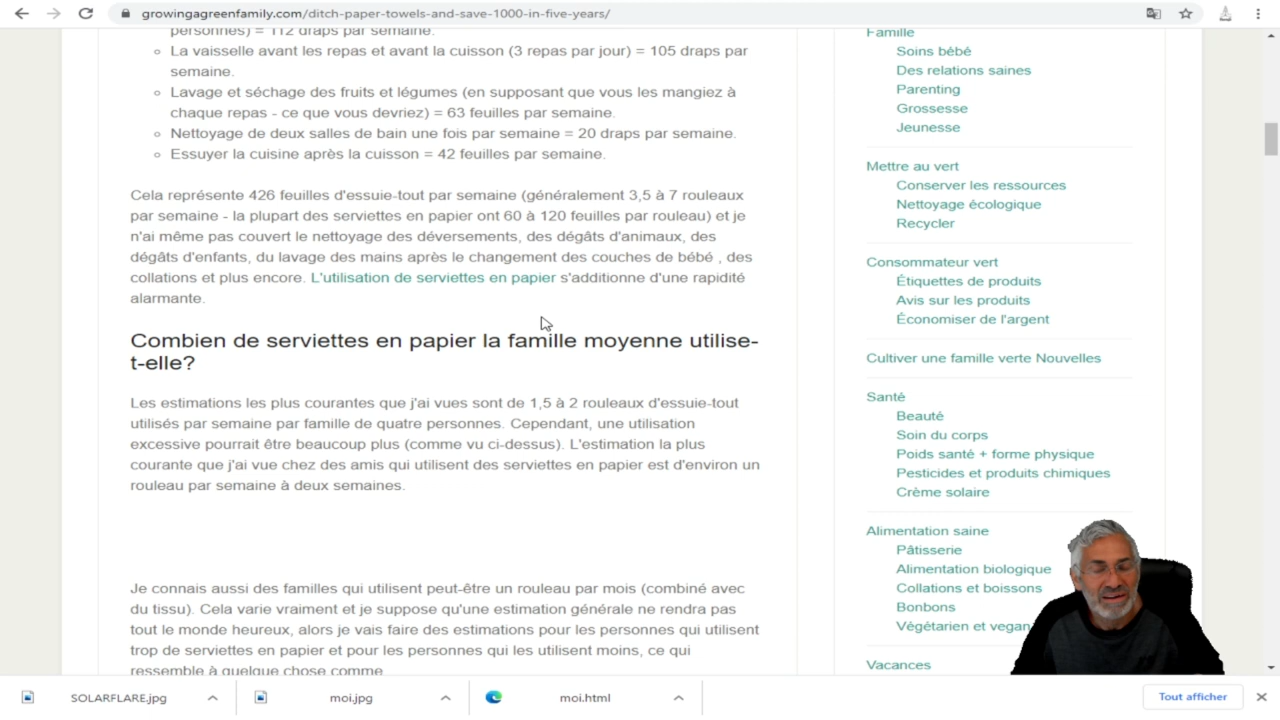 growingagreenfamily.com/ditch-paper-towels-and-save-1000-in-five-years/
personnes) = 112 draps par semaine.
La vaisselle avant les repas et avant la cuisson (3 repas par jour) = 105 draps par
semaine.
Lavage et séchage des fruits et légumes (en supposant que vous les mangiez à
chaque repas - ce que vous devriez) = 63 feuilles par semaine.
Nettoyage de deux salles de bain une fois par semaine = 20 draps par semaine.
Essuyer la cuisine après la cuisson = 42 feuilles par semaine.
Cela représente 426 feuilles d'essuie-tout par semaine (généralement 3,5 à 7 rouleaux
par semaine - la plupart des serviettes en papier ont 60 à 120 feuilles par rouleau) et je
n'ai même pas couvert le nettoyage des déversements, des dégâts d'animaux, des
dégâts d'enfants, du lavage des mains après le changement des couches de bébé , des
collations et plus encore. L'utilisation de serviettes en papier s'additionne d'une rapidité
alarmante.
Combien de serviettes en papier la famille moyenne utilise-
t-elle?
Les estimations les plus courantes que j'ai vues sont de 1,5 à 2 rouleaux d'essuie-tout
utilisés par semaine par famille de quatre personnes. Cependant, une utilisation
excessive pourrait être beaucoup plus (comme vu ci-dessus). L'estimation la plus
courante que j'ai vue chez des amis qui utilisent des serviettes en papier est d'environ un
rouleau par semaine à deux semaines.
Je connais aussi des familles qui utilisent peut-être un rouleau par mois (combiné avec
du tissu). Cela varie vraiment et je suppose qu'une estimation générale ne rendra pas
tout le monde heureux, alors je vais faire des estimations pour les personnes qui utilisent
trop de serviettes en papier et pour les personnes qui les utilisent moins, ce qui
ressemble à quelque chose comme
Famille
Soins bébé
Des relations saines
Parenting
Grossesse
Jeunesse
Mettre au vert
Conserver les ressources
Nettoyage écologique
Recycler
Consommateur vert
Étiquettes de produits
Avis sur les produits
Économiser de l'argent
Cultiver une famille verte Nouvelles
Santé
Beauté
Soin du corps
Poids santé + forme physique
Pesticides et produits chimiques
Crème solaire
Alimentation saine
Pâtisserie
Alimentation biologique
Collations et boissons
Bonbons
Végétarien et vegan
Vacances
SOLARFLARE.jpg
moi.jpg
moi.html
Tout afficher